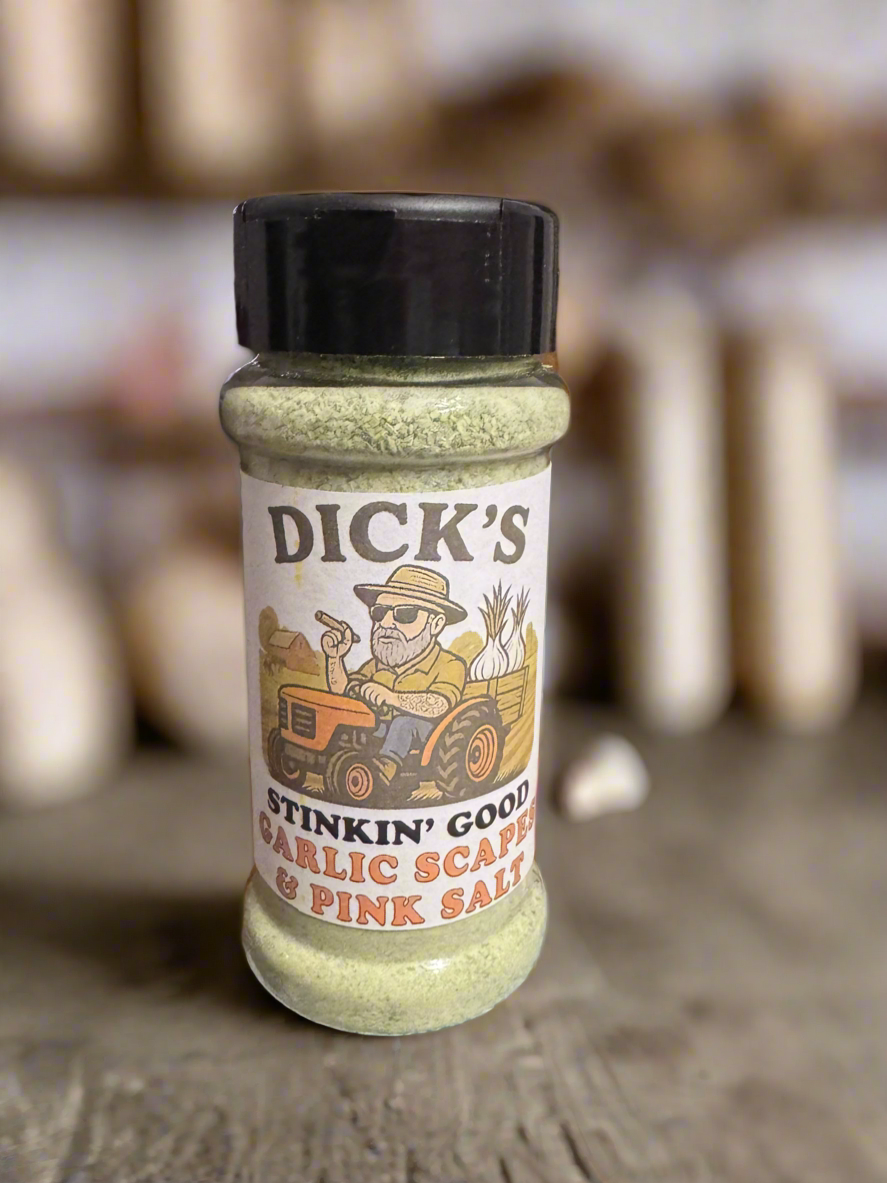 DICK'S
STINKIN' GOOD
GARLIC SCAPES
& PINK SALT